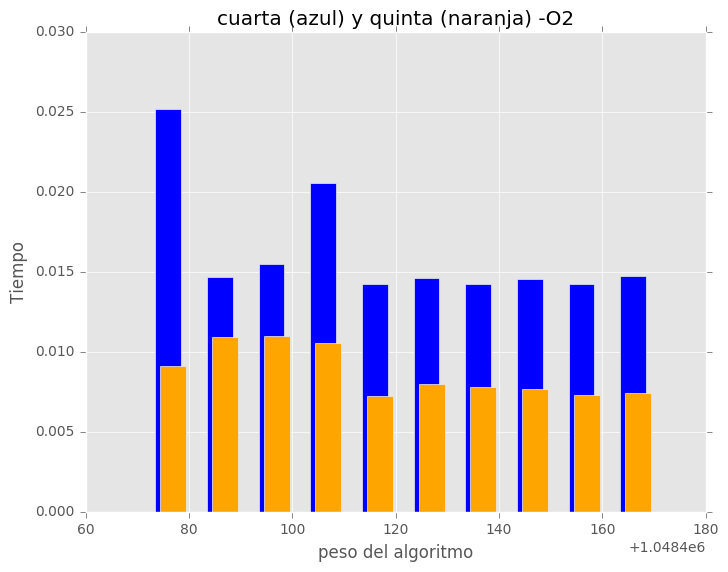 cuarta (azul) y quinta (naranja) -O2
0.030
0.025
0.020
0.015
0.010
0.005
0.000
Tiempo
60 80 100 120 140 160 180
+1.0484e6
peso del algoritmo